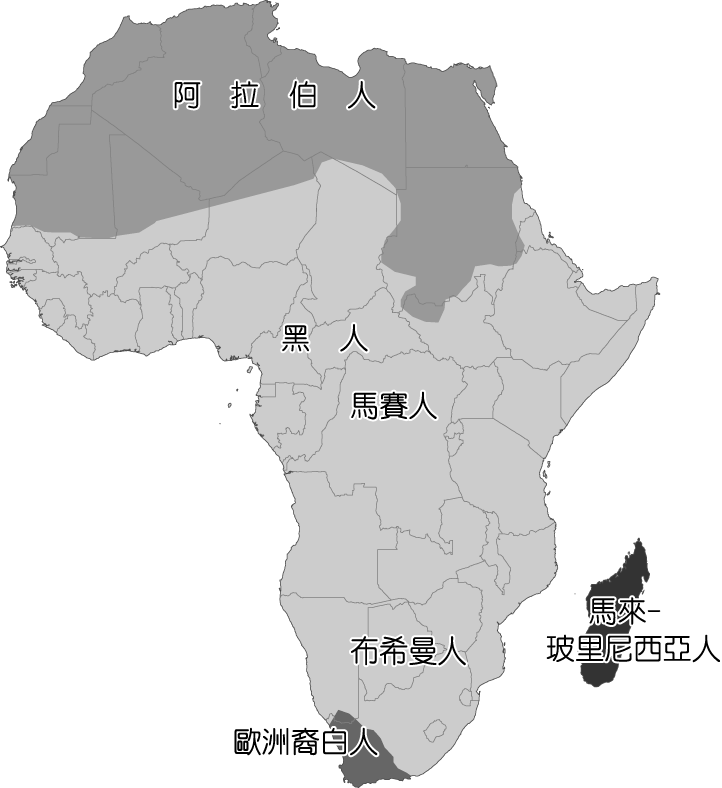 阿拉伯人
黑人
馬賽人
馬來-
玻里尼西亞人
布希曼人
歐洲裔白人